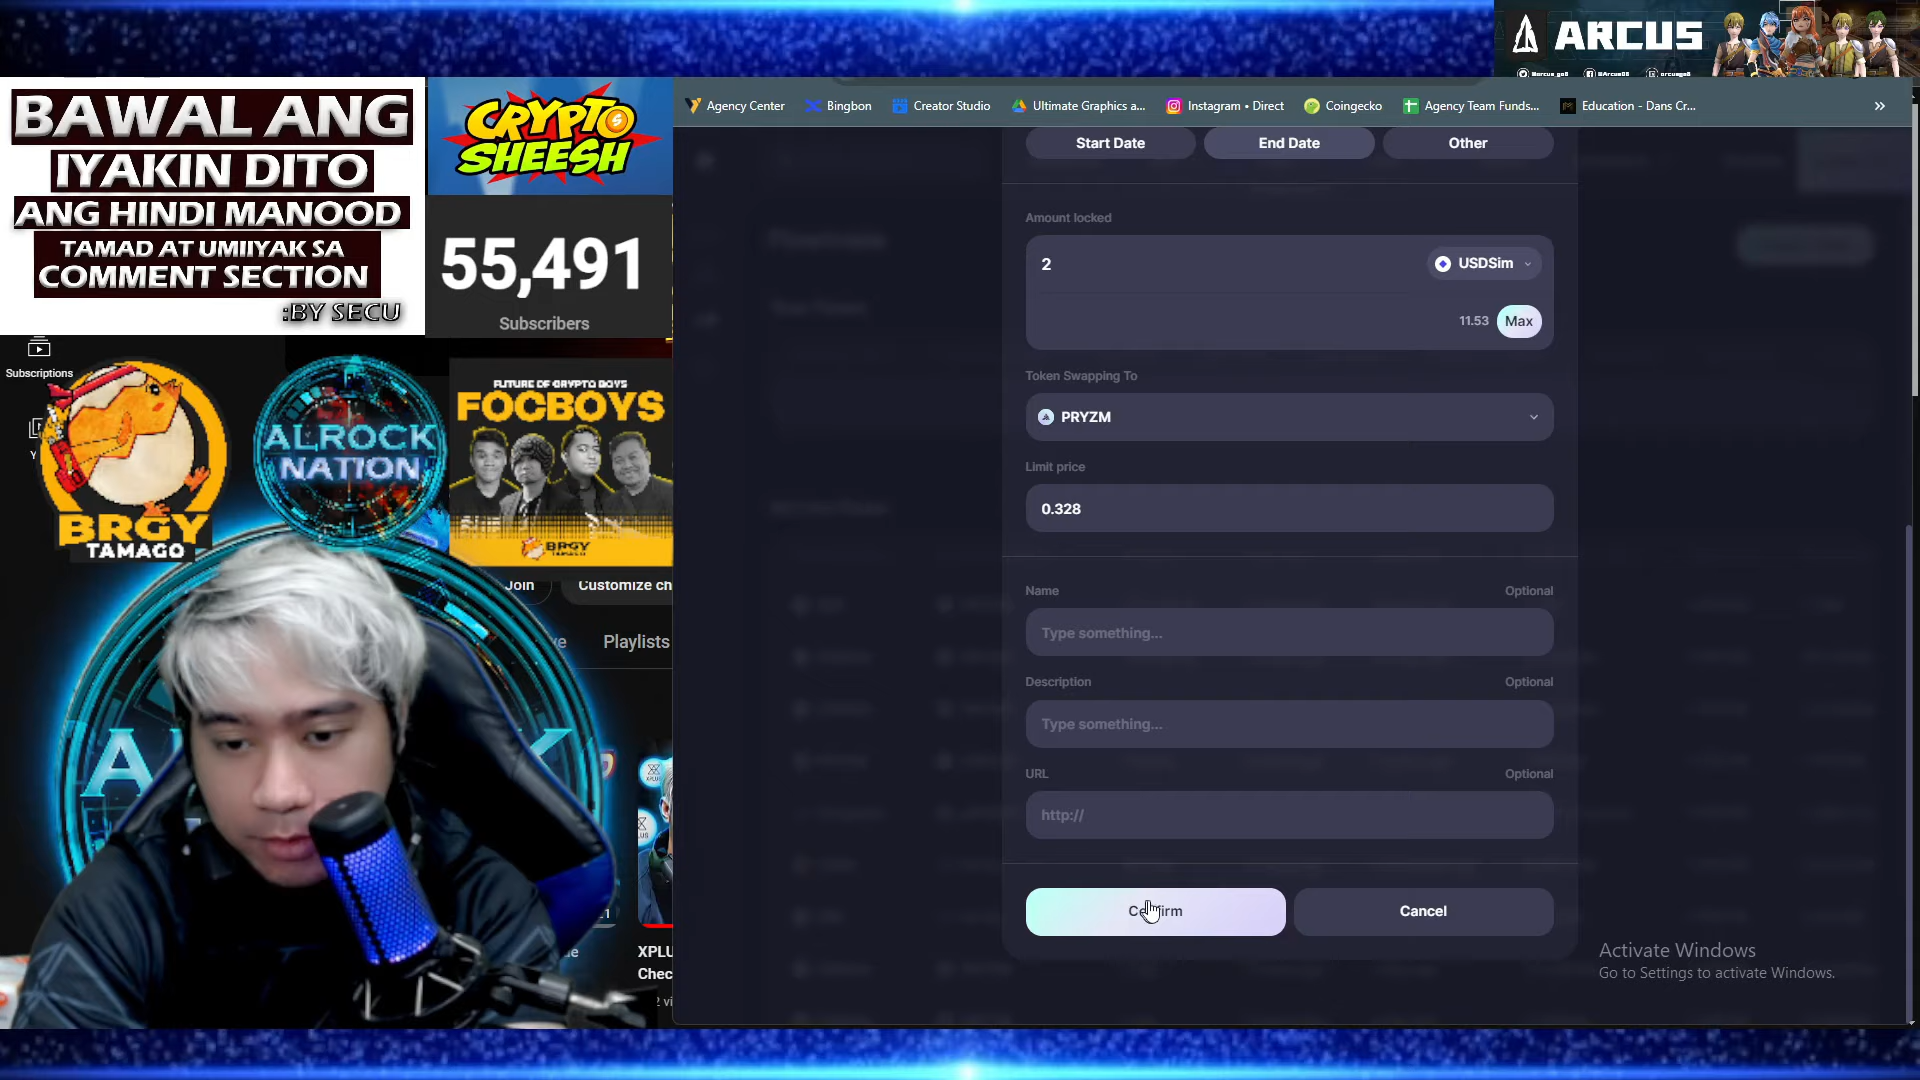 ARCUS
BAWAL ANG
IYAKIN DITO
ANG HINDI MANOOD
TAMAD AT UMIIYAK SA
COMMENT SECTION
:BY SECU
CRYPTO
SHEESH
55,491
Subscribers
Subscriptions
BRGY
TAMAGO
ALROCK
NATION
FUTURE OF CRYPTO BOYS
FOCBOYS
BRGY
Join
Customize ch
Playlists
XPLU
Chec
Agency Center
Bingbon
Creator Studio
Ultimate Graphics a...
Instagram • Direct
Coingecko
Agency Team Funds...
Education - Dans Cr...
Start Date
End Date
Other
Amount locked
2
USDSim
11.53
Max
Token Swapping To
PRYZM
Limit price
0.328
Name
Optional
Type something...
Description
Optional
Type something...
URL
Optional
http://
Confirm
Cancel
Activate Windows
Go to Settings to activate Windows.